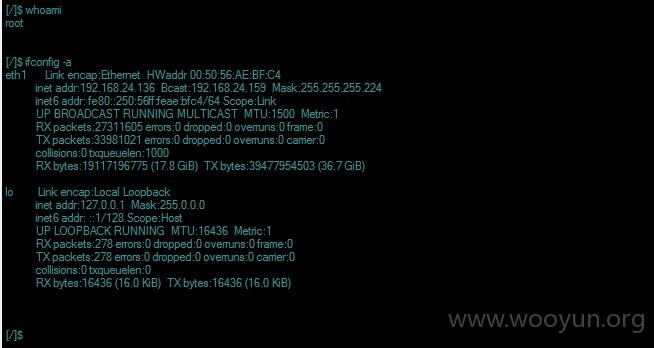 [/]$ whoami
root
[/]$ ifconfig -a
eth1 Link encap:Ethernet HWaddr 00:50:56:AE:BF:C4
inet addr:192.168.24.136 Bcast:192.168.24.159 Mask:255.255.255.224
inet6 addr: fe80::250:56ff:feae:bfc4/64 Scope:Link
UP BROADCAST RUNNING MULTICAST MTU:1500 Metric:1
RX packets:27311605 errors:0 dropped:0 overruns:0 frame:0
TX packets:33981021 errors:0 dropped:0 overruns:0 carrier:0
collisions:0 txqueuelen:1000
RX bytes:19117196775 (17.8 GiB) TX bytes:39477954503 (36.7 GiB)
lo Link encap:Local Loopback
inet addr:127.0.0.1 Mask:255.0.0.0
inet6 addr: ::1/128 Scope:Host
UP LOOPBACK RUNNING MTU:16436 Metric:1
RX packets:278 errors:0 dropped:0 overruns:0 frame:0
TX packets:278 errors:0 dropped:0 overruns:0 carrier:0
collisions:0 txqueuelen:0
RX bytes:16436 (16.0 KiB) TX bytes:16436 (16.0 KiB)
www.wooyun.org
[/]$